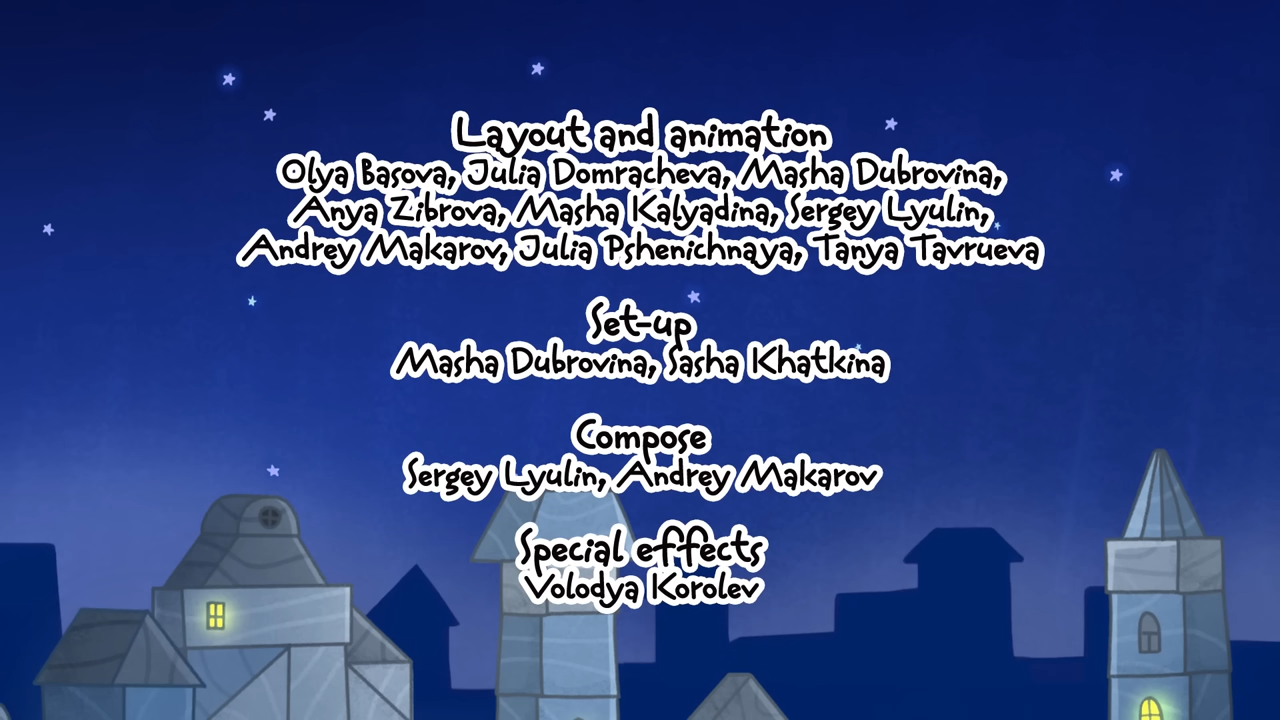 Layout and animation
Olya Basova, Julia Domracheva, Masha Dubrovina,
Anya Zibrova, Masha Kalyadina, Sergey Lyulin,
Andrey Makarov, Julia Pshenichnaya, Tanya Tavrueva
Set-up
Masha Dubrovina, Sasha Khatkina
Compose
Sergey Lyulin, Andrey Makarov
Special effects
Volodya Korolev